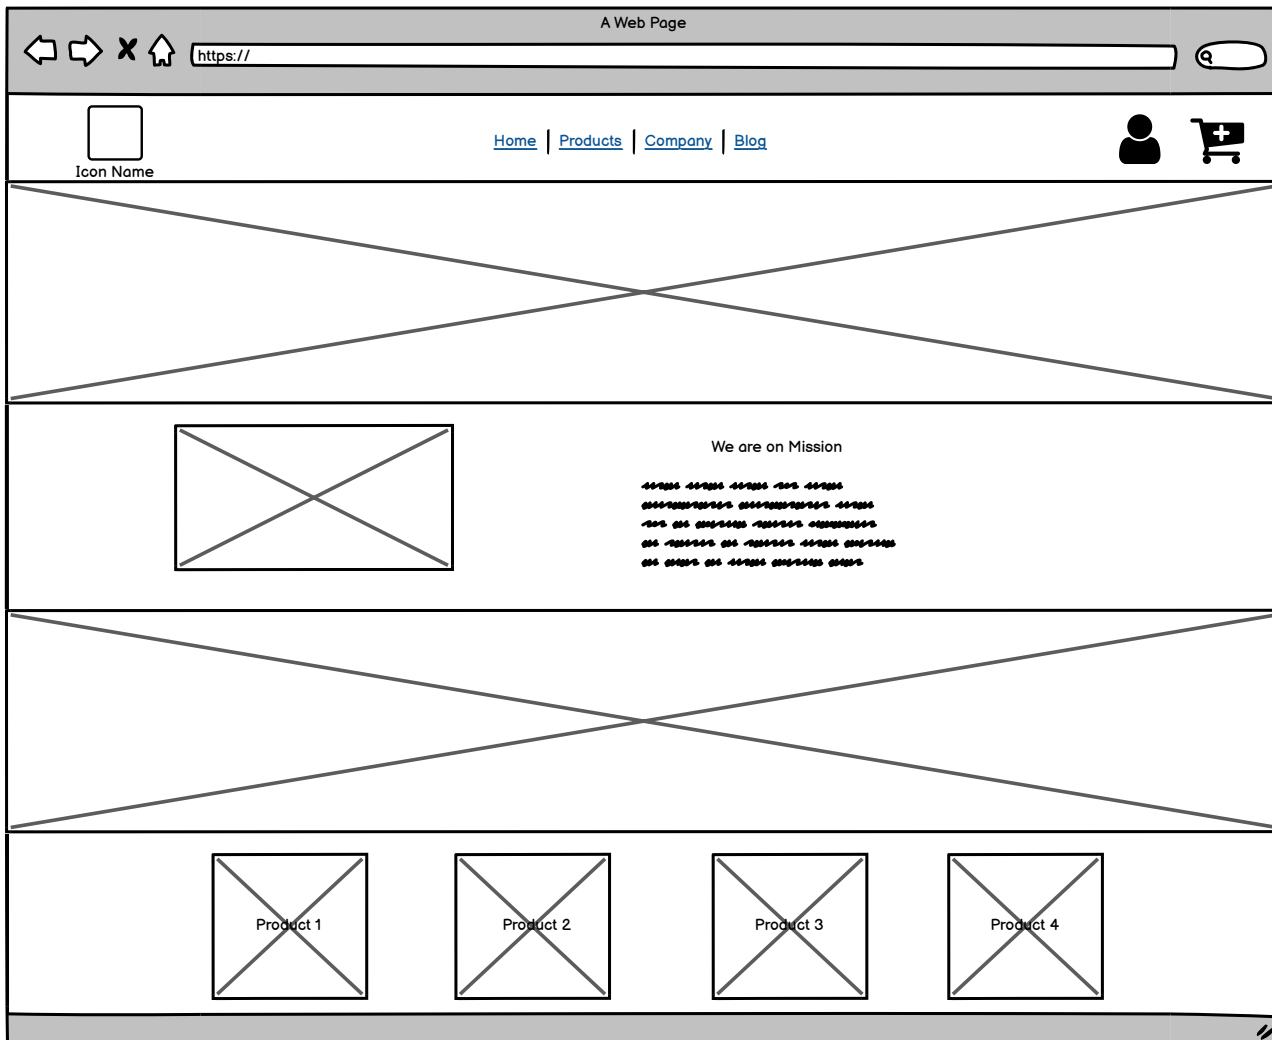 A Web Page
https://
Home | Products | Company | Blog
Icon Name
We are on Mission
Product 1
Product 2
Product 3
Product 4